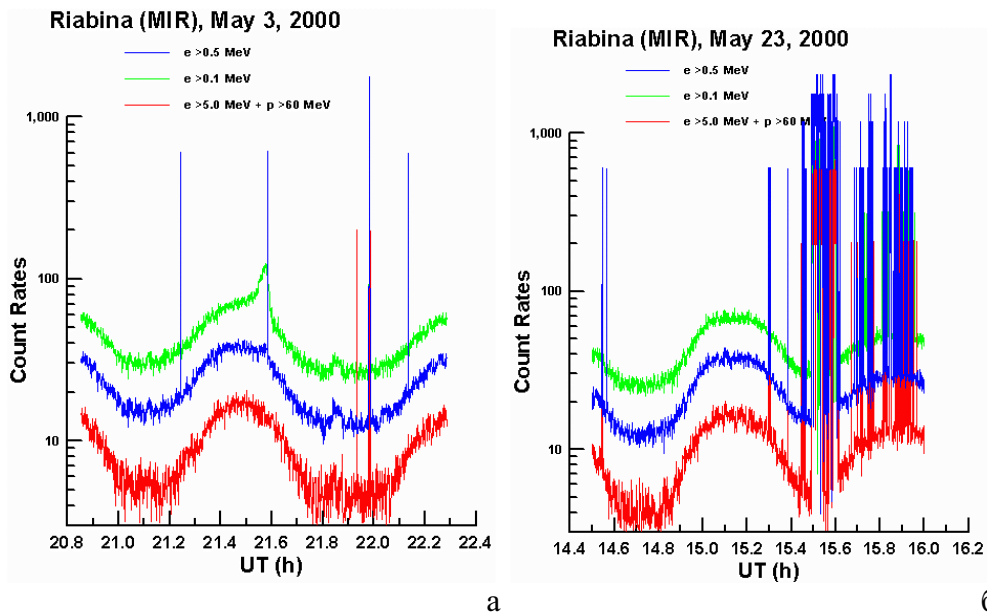 Riabina (MIR), May 3, 2000
e >0.5 MeV
e >0.1 MeV
e >5.0 MeV + p >60 MeV
1,000
100
10
Count Rates
20.8 21.0 21.2 21.4 21.6 21.8 22.0 22.2 22.4
UT (h)
а
Riabina (MIR), May 23, 2000
e >0.5 MeV
e >0.1 MeV
e >5.0 MeV + p >60 M
1,000
100
10
Count Rates
14.4 14.6 14.8 15.0 15.2 15.4 15.6 15.8 16.0 16.2
UT (h)
б